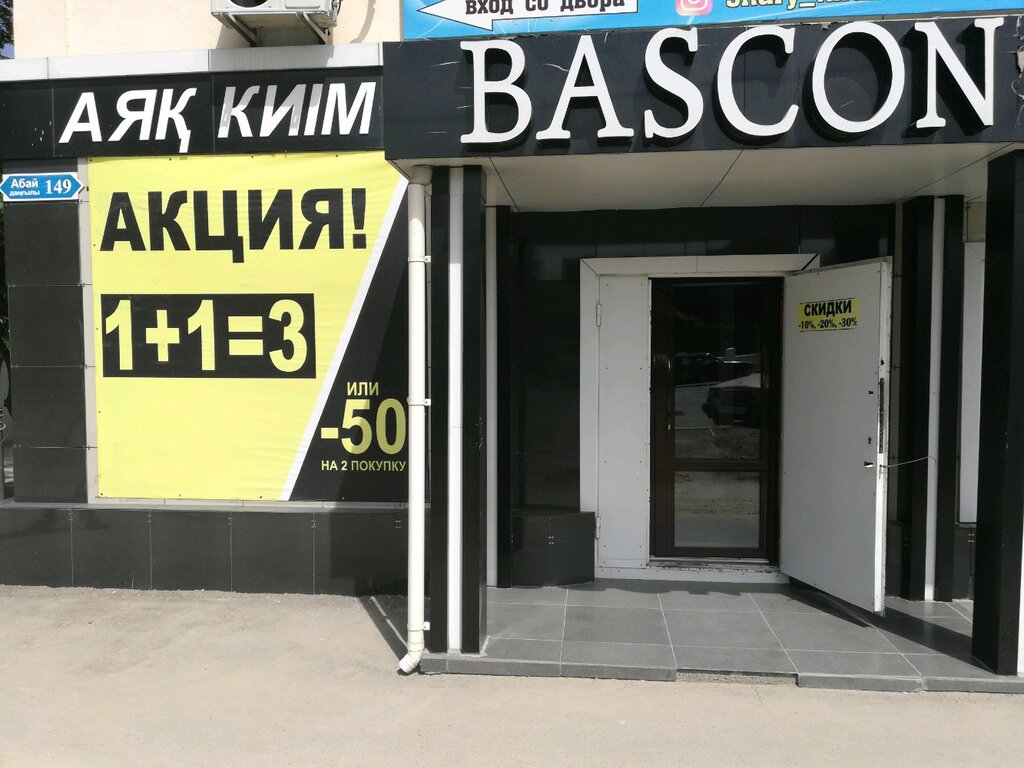 ВХОД СО ДВОРА
BASCON
АЯҚ КИІМ
Абай
даңғылы
149
АКЦИЯ!
1+1=3
ИЛИ
-50
НА 2 ПОКУПКУ
СКИДКИ
-10%, -20%, -30%